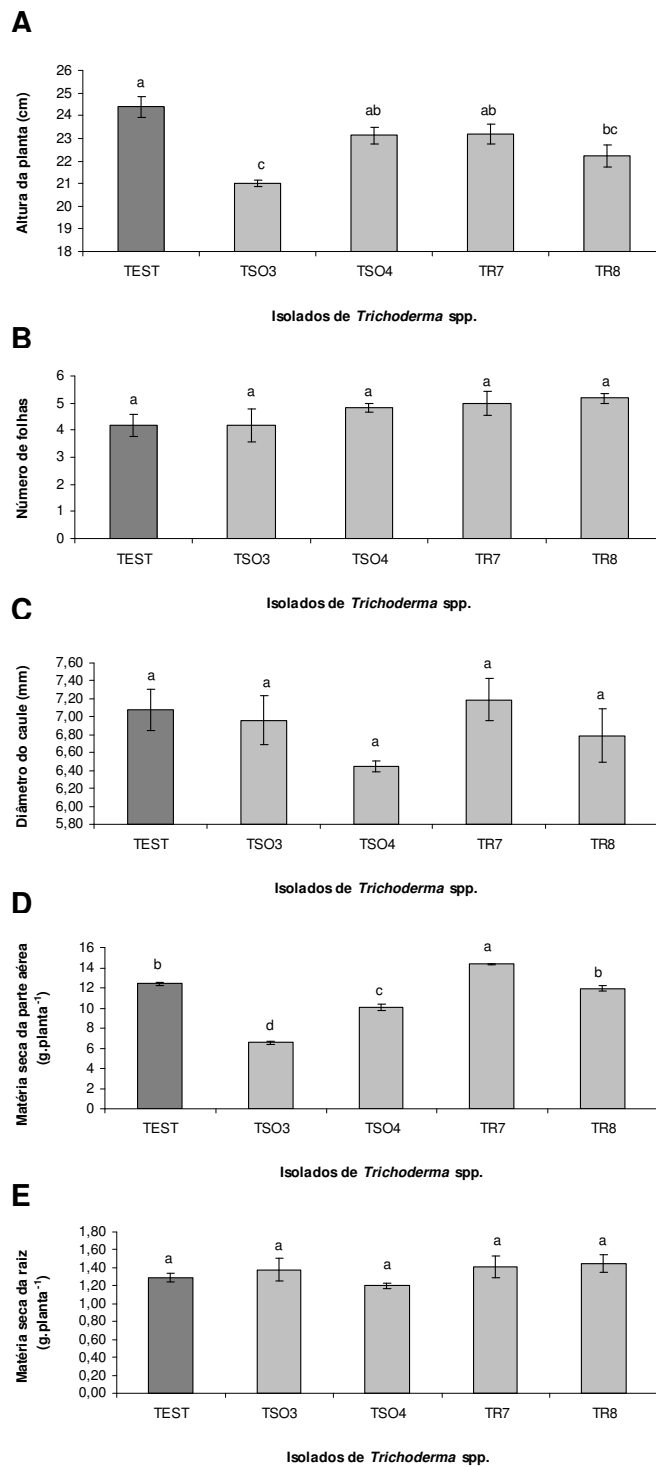 A
Altura da planta (cm)
26
25
24
23
22
21
20
19
18
a
c
ab
ab
bc
TEST TSO3 TSO4 TR7 TR8
Isolados de Trichoderma spp.
B
Número de folhas
6
5
4
3
2
1
0
a a a a a
TEST TSO3 TSO4 TR7 TR8
Isolados de Trichoderma spp.
C
Diâmetro do caule (mm)
7,60
7,40
7,20
7,00
6,80
6,60
6,40
6,20
6,00
5,80
a a a a a
TEST TSO3 TSO4 TR7 TR8
Isolados de Trichoderma spp.
D
Matéria seca da parte aérea
(g.planta⁻¹)
16
14
12
10
8
6
4
2
0
b
d
c
a
b
TEST TSO3 TSO4 TR7 TR8
Isolados de Trichoderma spp.
E
Matéria seca da raiz
(g.planta⁻¹)
1,80
1,60
1,40
1,20
1,00
0,80
0,60
0,40
0,20
0,00
a a a a a
TEST TSO3 TSO4 TR7 TR8
Isolados de Trichoderma spp.